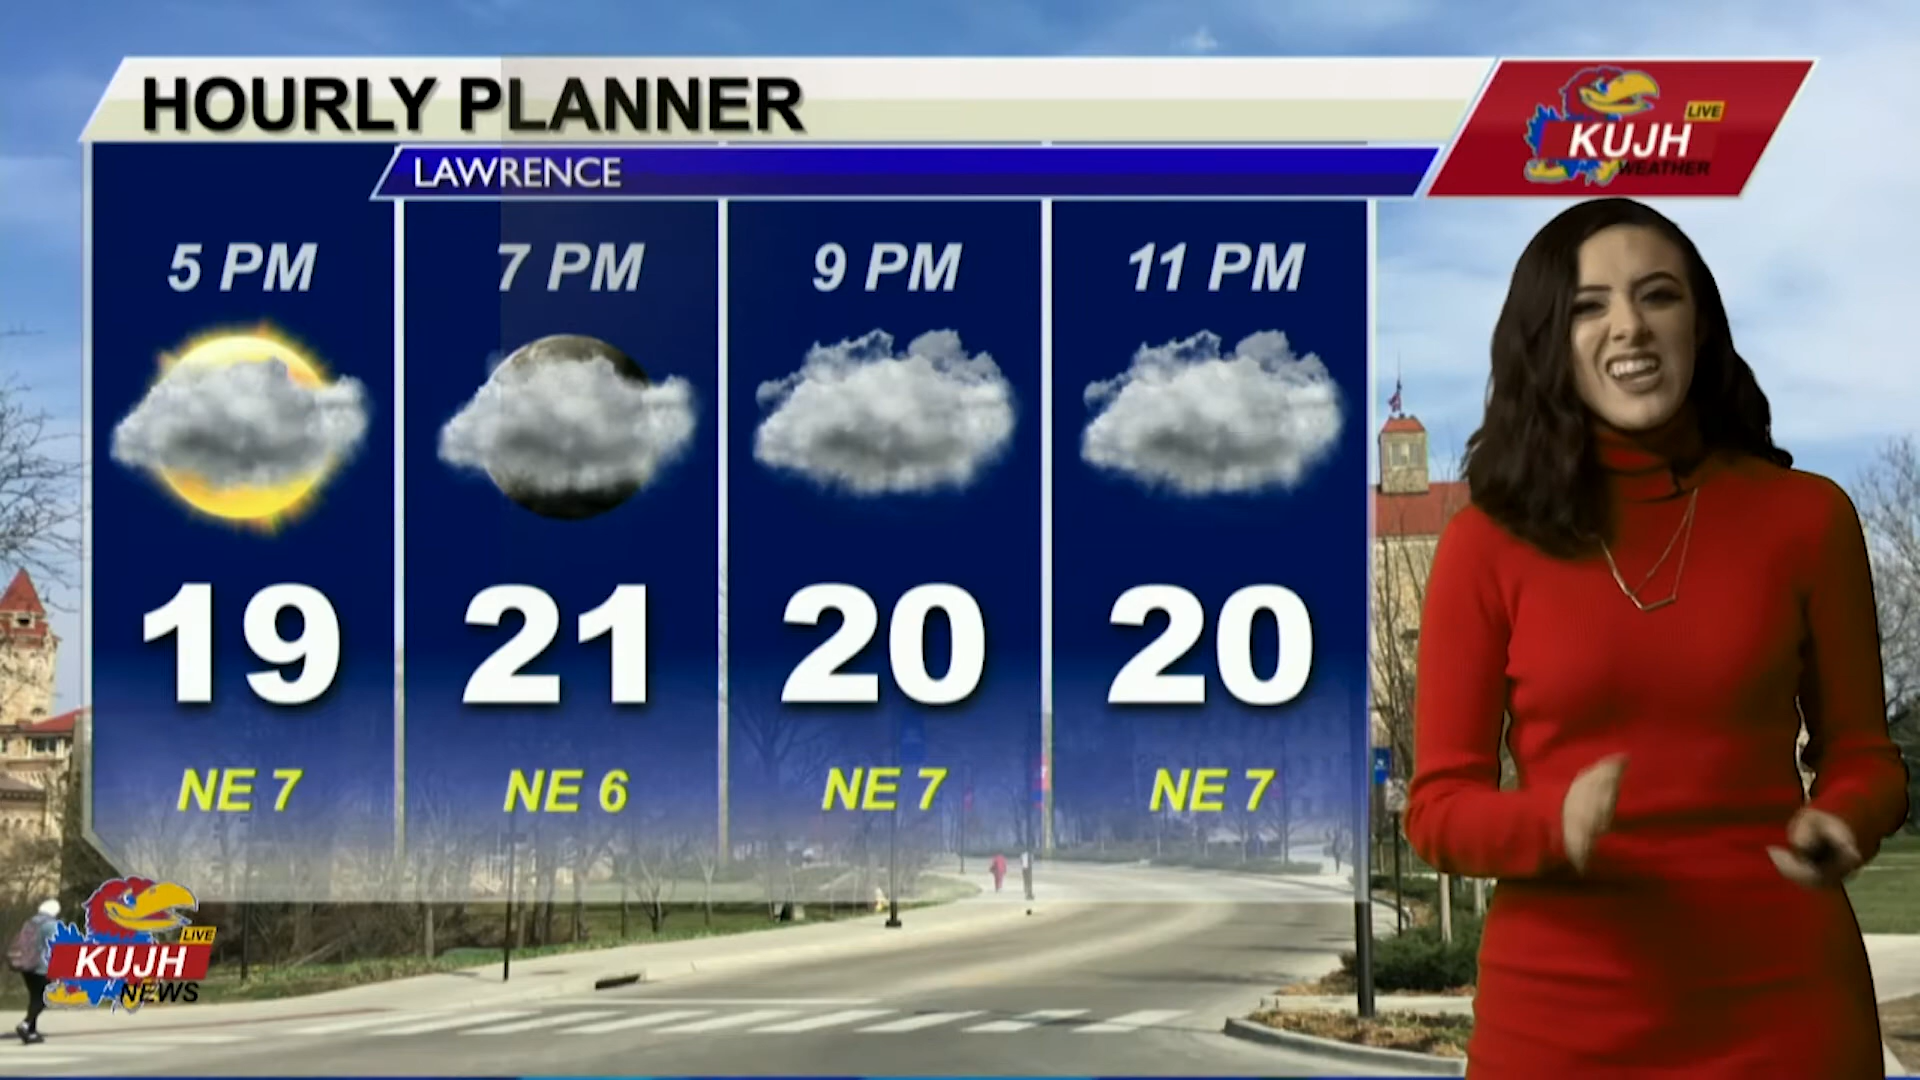 HOURLY PLANNER
LIVE
KUJH
WEATHER
LAWRENCE
5 PM
7 PM
9 PM
11 PM
19
21
20
20
NE 7
NE 6
NE 7
NE 7
LIVE
KUJH
NEWS